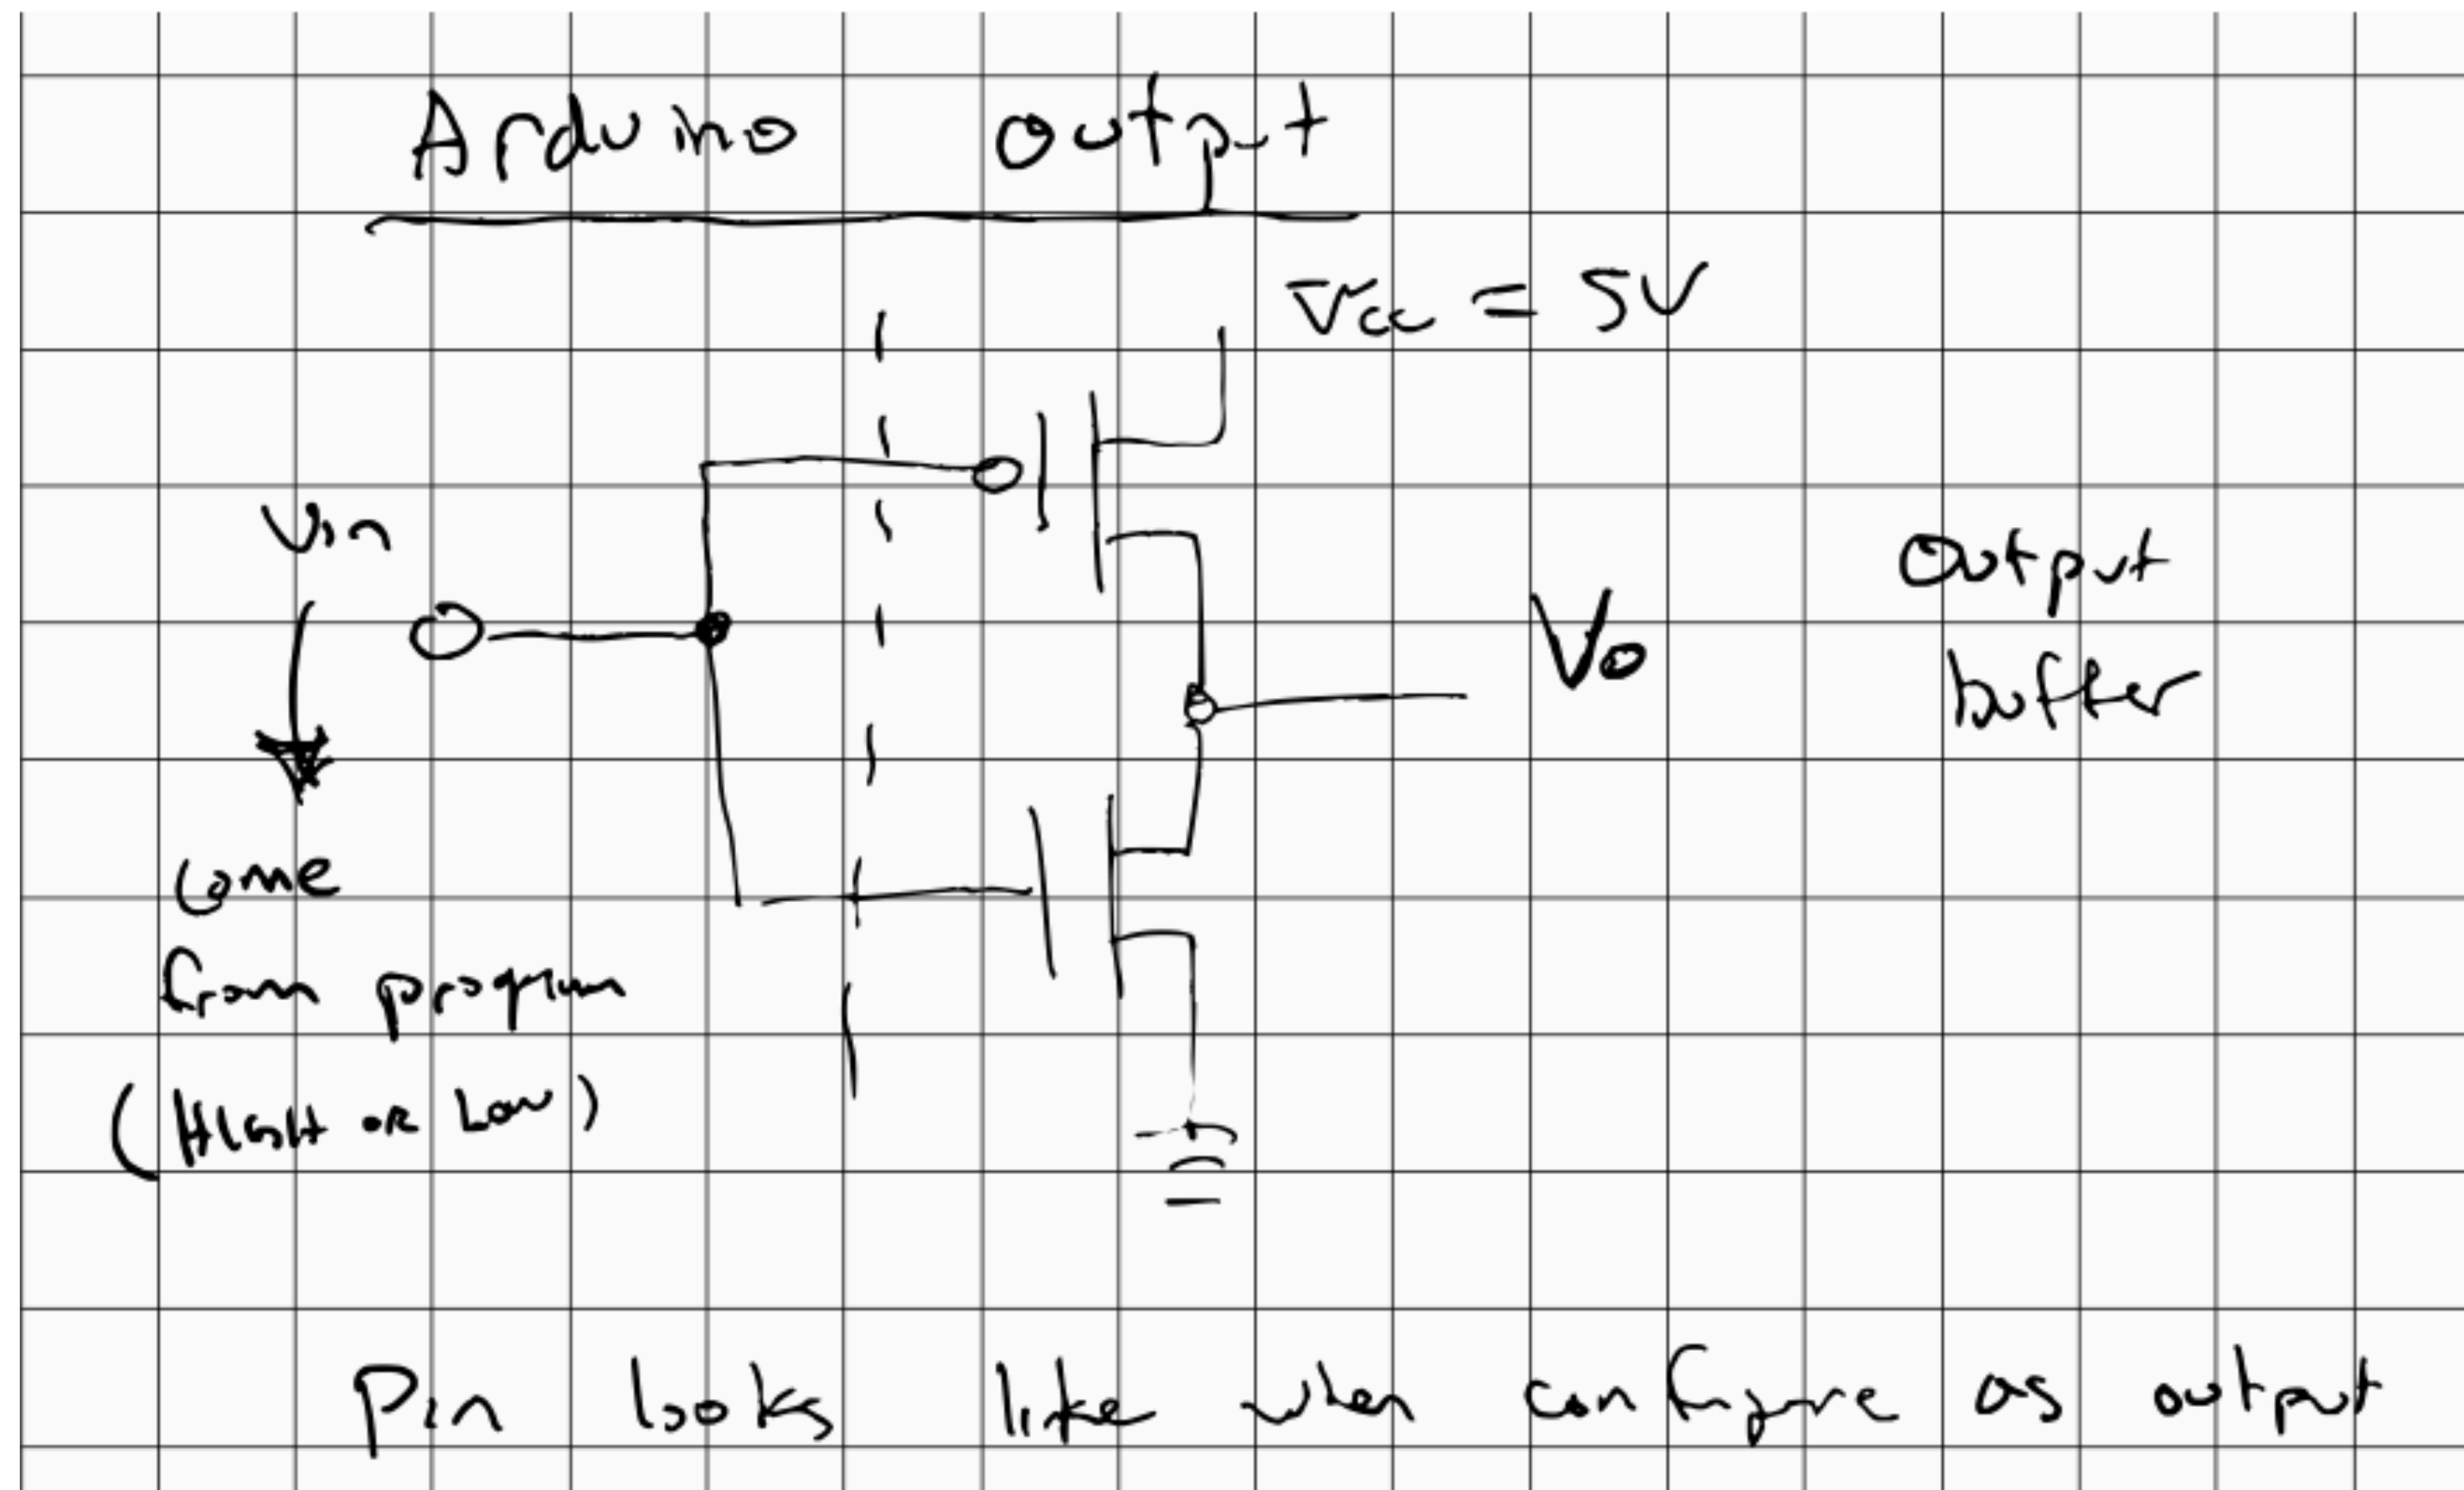 Arduino output
Vcc = 5V
Vin
Output
buffer
Vo
Come
from program
(HIGH OR Low)
Pin looks like when configure as output